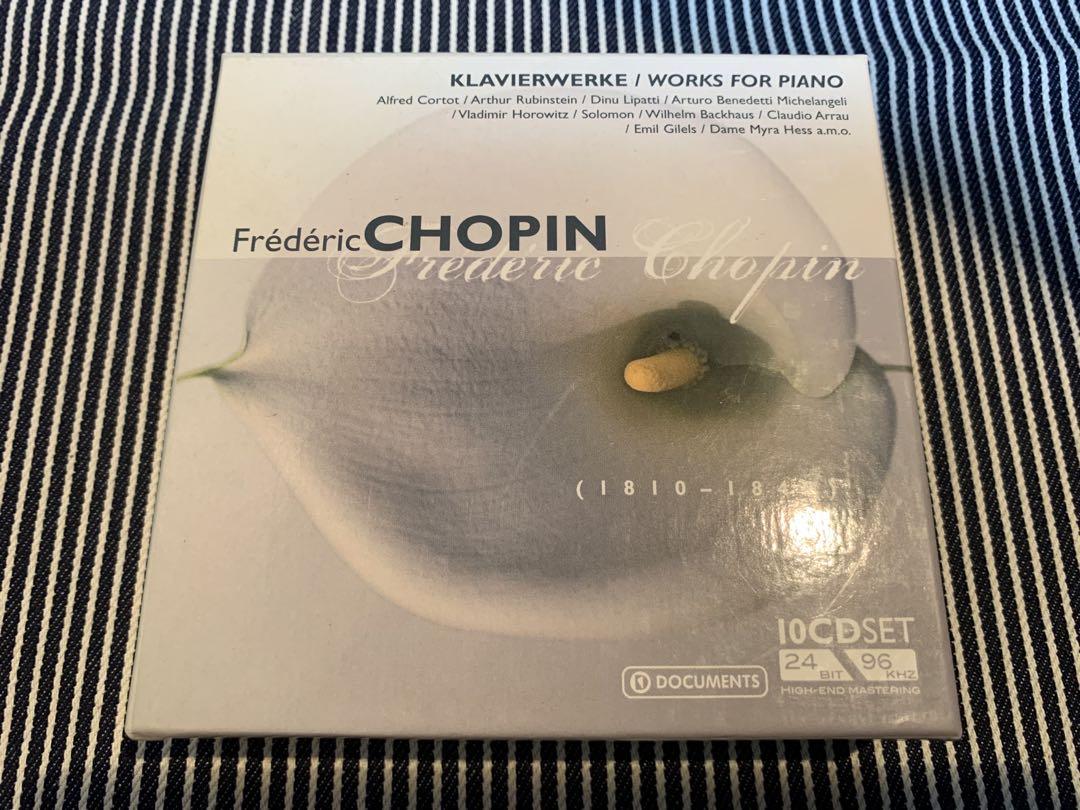 KLAVIERWERKE / WORKS FOR PIANO
Alfred Cortot / Arthur Rubinstein / Dinu Lipatti / Arturo Benedetti Michelangeli
/ Vladimir Horowitz / Solomon / Wilhelm Backhaus / Claudio Arrau
/ Emil Gilels / Dame Myra Hess a.m.o.
Frédéric CHOPIN
Frédéric Chopin
(1810–18
10CDSET
24 BIT 96 KHZ
HIGH-END MASTERING
DOCUMENTS